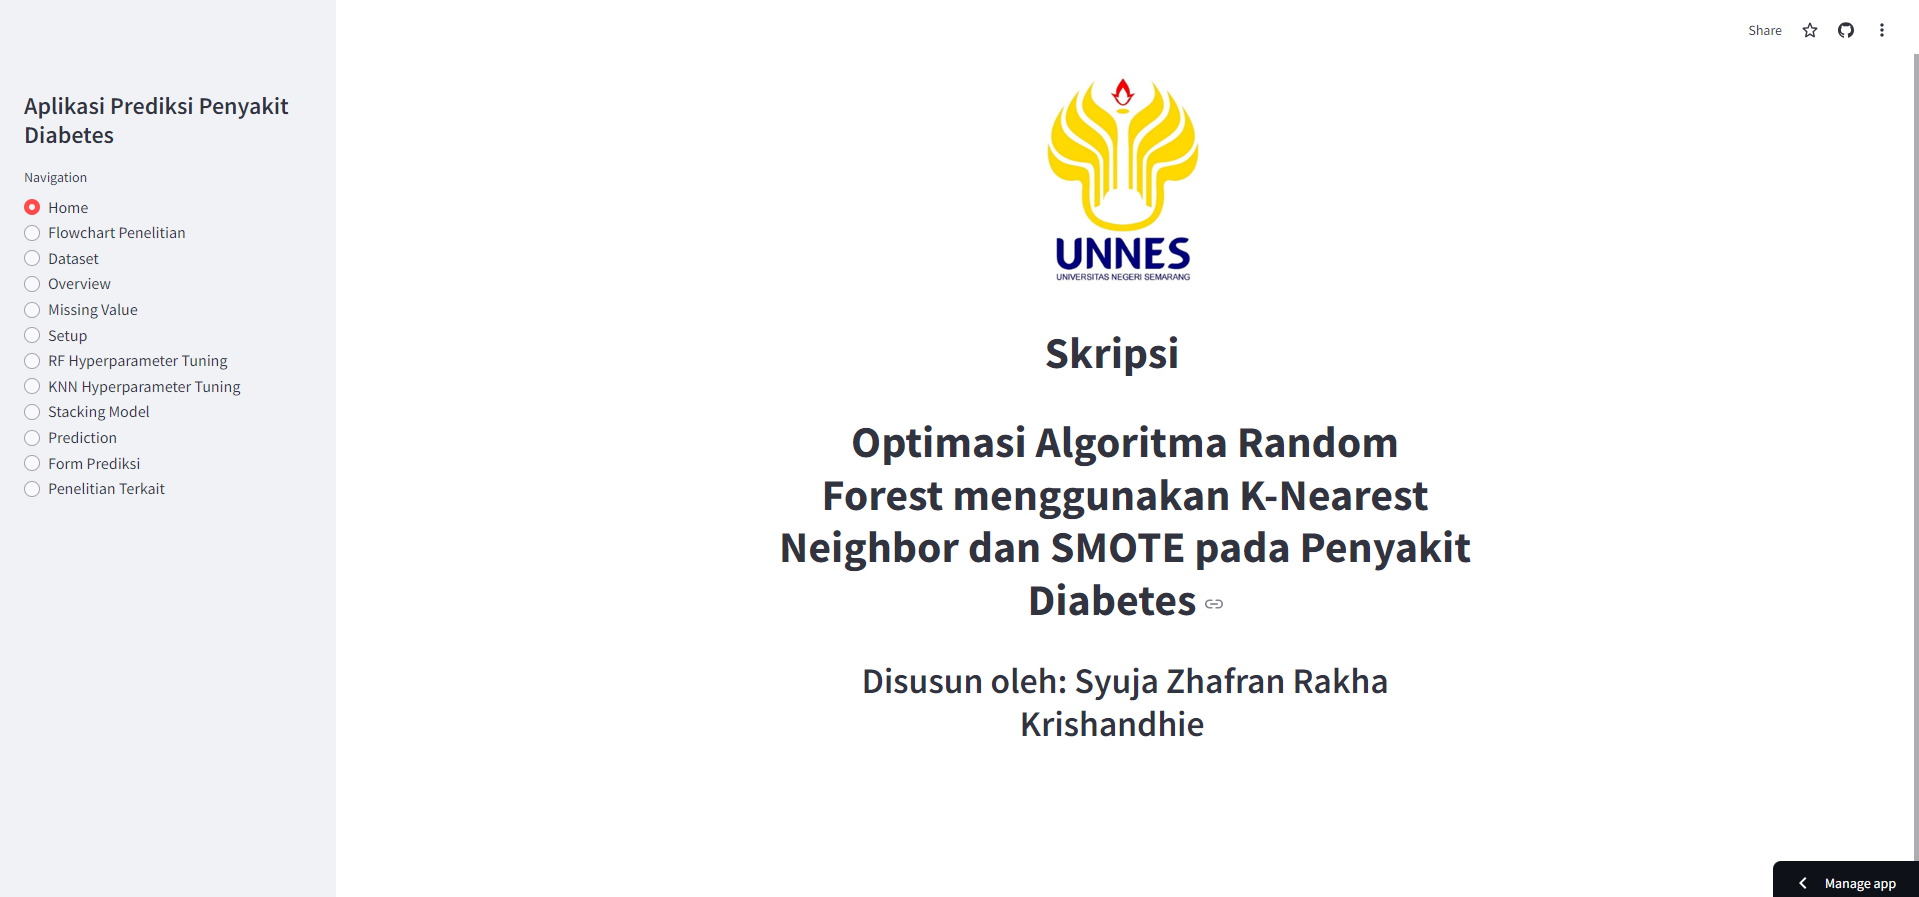 Share
Aplikasi Prediksi Penyakit
Diabetes
Navigation
Home
Flowchart Penelitian
Dataset
Overview
Missing Value
Setup
RF Hyperparameter Tuning
KNN Hyperparameter Tuning
Stacking Model
Prediction
Form Prediksi
Penelitian Terkait
UNNES
UNIVERSITAS NEGERI SEMARANG
Skripsi
Optimasi Algoritma Random
Forest menggunakan K-Nearest
Neighbor dan SMOTE pada Penyakit
Diabetes
Disusun oleh: Syuja Zhafran Rakha
Krishandhie
Manage app